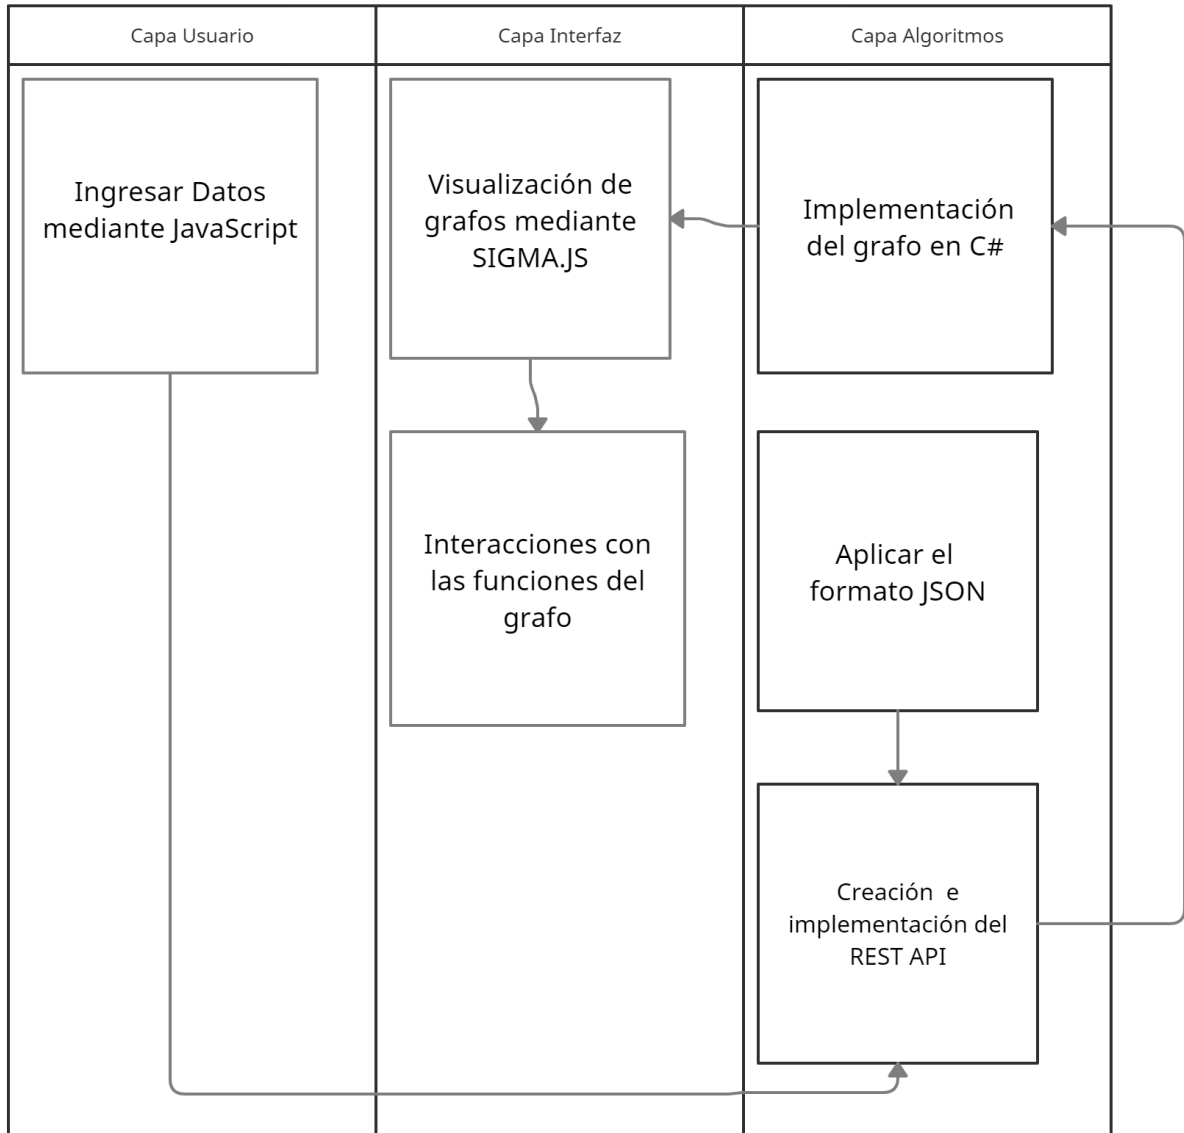 Capa Usuario
Capa Interfaz
Capa Algoritmos
Ingresar Datos
mediante JavaScript
Visualización de
grafos mediante
SIGMA.JS
Implementación
del grafo en C#
Interacciones con
las funciones del
grafo
Aplicar el
formato JSON
Creación  e
implementación del
REST API